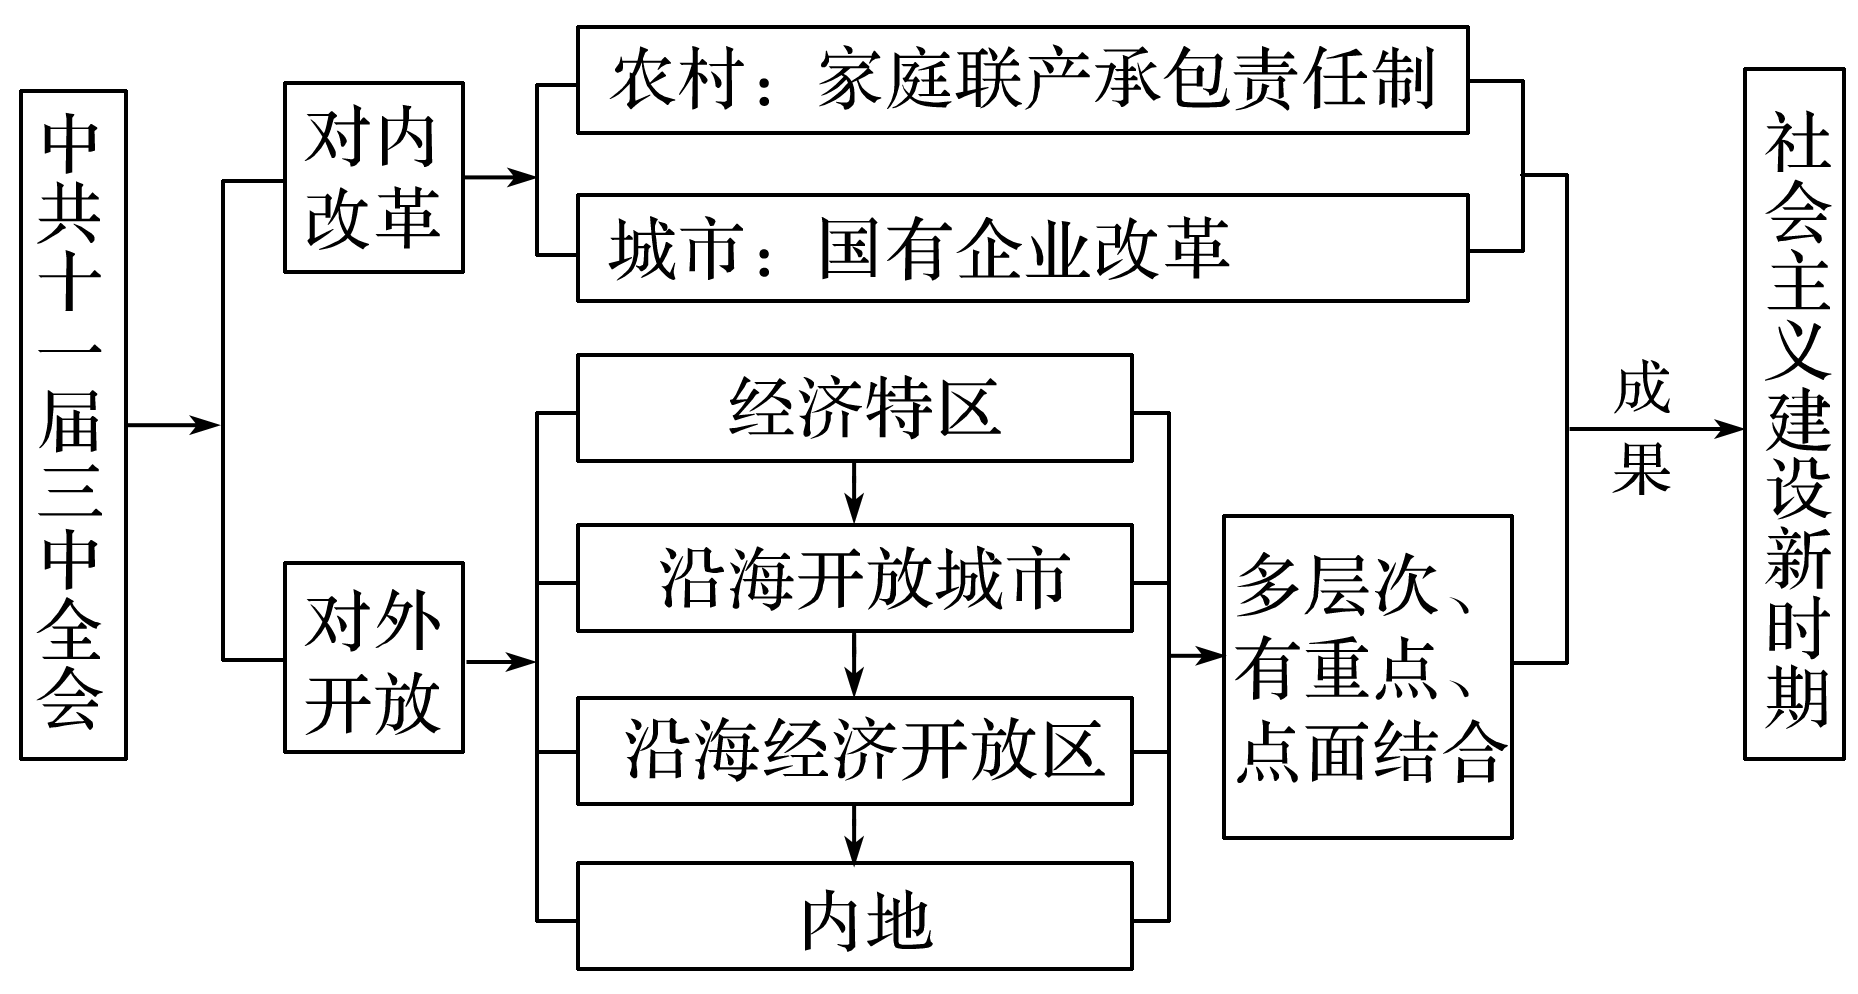 中共十一届三中全会
对内
改革
农村：家庭联产承包责任制
城市：国有企业改革
对外
开放
经济特区
沿海开放城市
沿海经济开放区
内地
多层次、
有重点、
点面结合
成
果
社会主义建设新时期